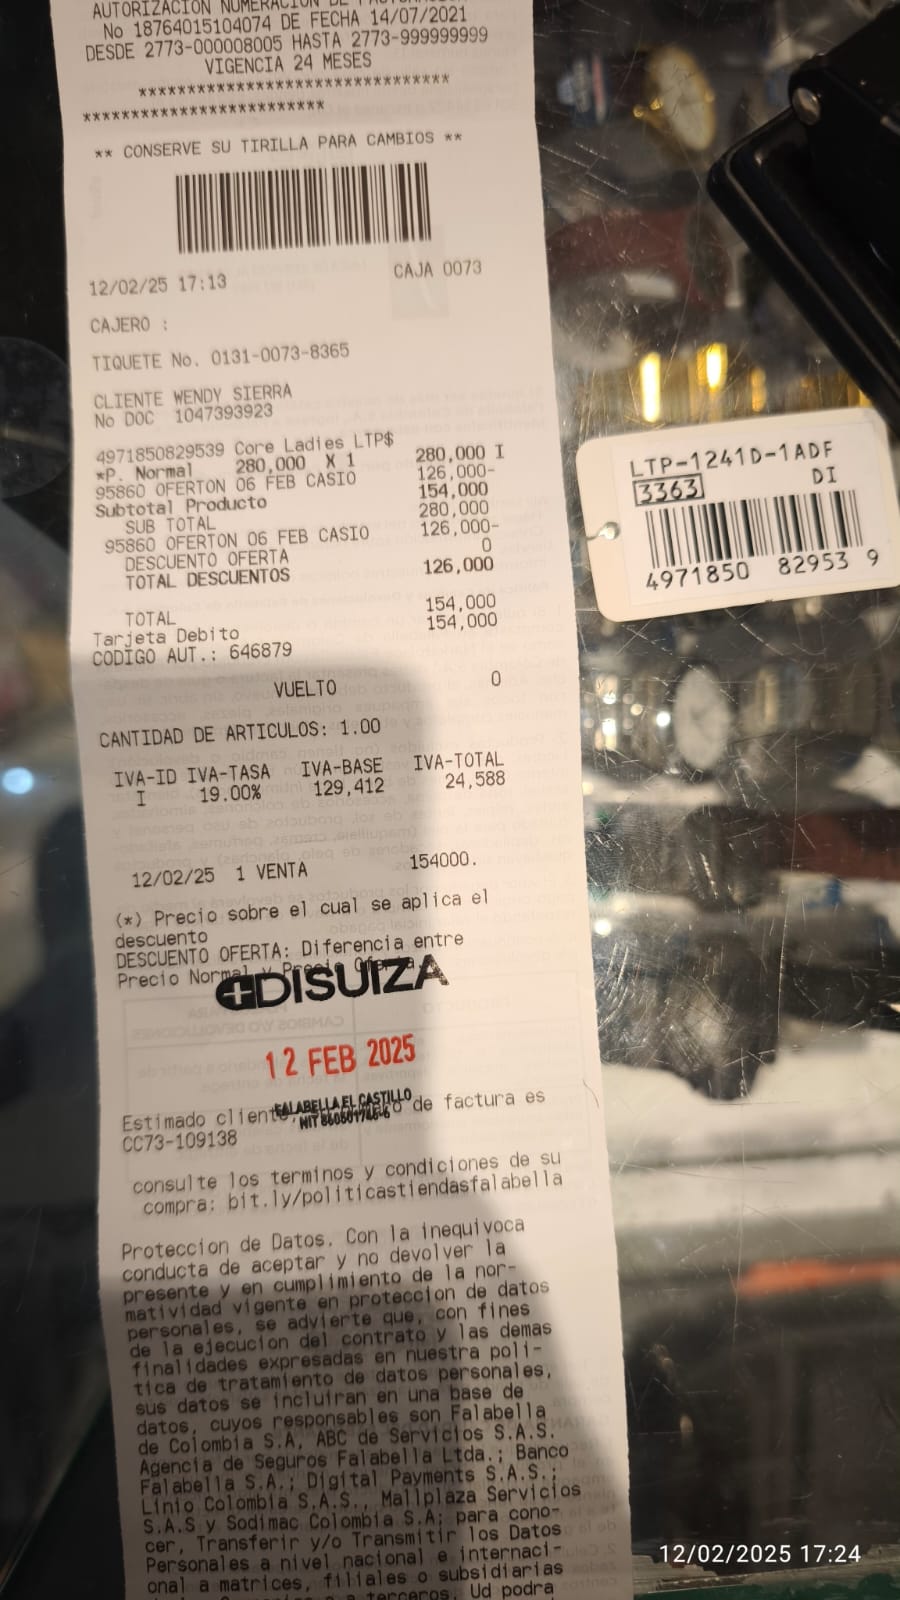 AUTORIZACION NUMERACION DE FACTURACION
No 18764015104074 DE FECHA 14/07/2021
DESDE 2773-000008005 HASTA 2773-999999999
VIGENCIA 24 MESES
********************************
*************************
** CONSERVE SU TIRILLA PARA CAMBIOS **
12/02/25 17:13 CAJA 0073
CAJERO :
TIQUETE No. 0131-0073-8365
CLIENTE WENDY SIERRA
No DOC 1047393923
4971850829539 Core Ladies LTP$
*P. Normal 280,000 X 1 280,000 I
95860 OFERTON 06 FEB CASIO 126,000-
Subtotal Producto 154,000
SUB TOTAL 280,000
95860 OFERTON 06 FEB CASIO 126,000-
DESCUENTO OFERTA 0
TOTAL DESCUENTOS 126,000
TOTAL 154,000
Tarjeta Debito 154,000
CODIGO AUT.: 646879
VUELTO 0
CANTIDAD DE ARTICULOS: 1.00
IVA-ID IVA-TASA IVA-BASE IVA-TOTAL
I 19.00% 129,412 24,588
12/02/25 1 VENTA 154000.
(*) Precio sobre el cual se aplica el
descuento
DESCUENTO OFERTA: Diferencia entre
Precio Normal y Precio Oferta
DISUIZA
12 FEB 2025
FALABELLA EL CASTILLO
Estimado cliente, de factura es
CC73-109138
consulte los terminos y condiciones de su
compra: bit.ly/politicastiendasfalabella
Proteccion de Datos. Con la inequivoca
conducta de aceptar y no devolver la
presente y en cumplimiento de la nor-
matividad vigente en proteccion de datos
personales, se advierte que, con fines
de la ejecucion del contrato y las demas
finalidades expresadas en nuestra poli-
tica de tratamiento de datos personales,
sus datos se incluiran en una base de
datos, cuyos responsables son Falabella
de Colombia S.A, ABC de Servicios S.A.S.
Agencia de Seguros Falabella Ltda.; Banco
Falabella S.A.; Digital Payments S.A.S.;
Linio Colombia S.A.S., Mallplaza Servicios
S.A.S y Sodimac Colombia S.A; para cono-
cer, Transferir y/o Transmitir los Datos
Personales a nivel nacional e internaci-
onal a matrices, filiales o subsidiarias
a terceros. Ud podra
LTP-1241D-1ADF
3363 DI
4971850 82953 9
12/02/2025 17:24